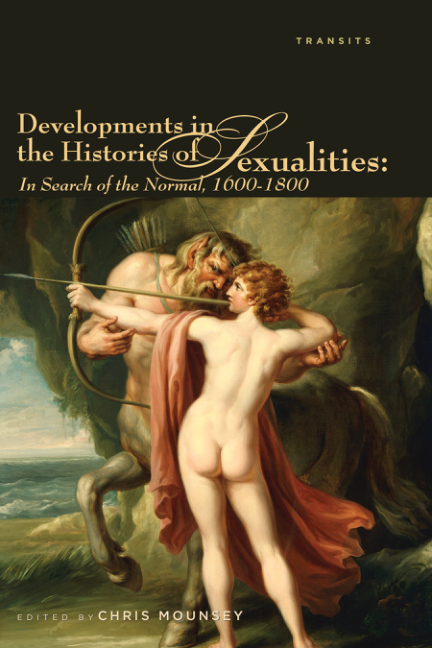 TRANSITS
Developments in
the Histories of Sexualities:
In Search of the Normal, 1600-1800
EDITED BY CHRIS MOUNSEY